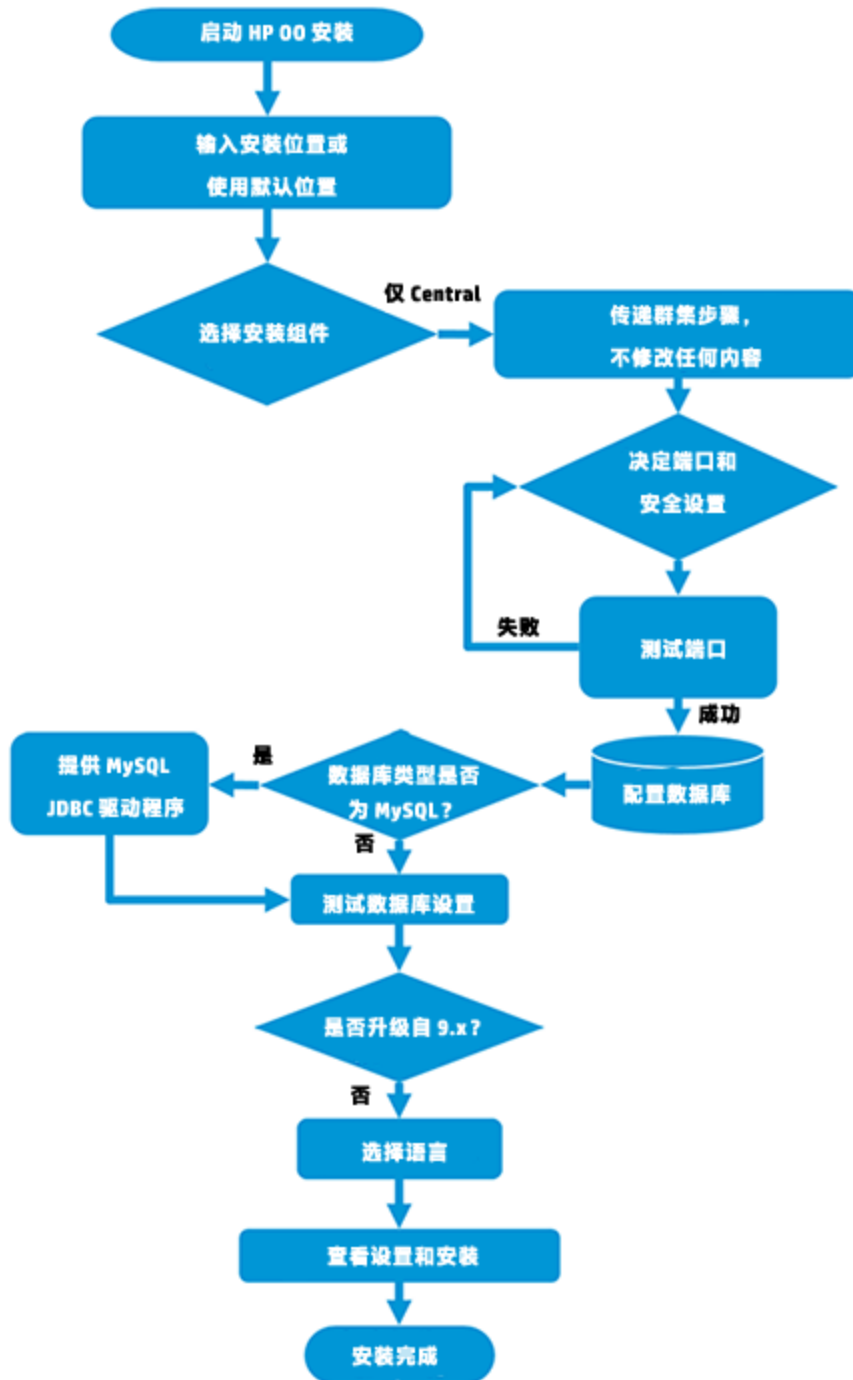 启动 HP OO 安装
输入安装位置或
使用默认位置
选择安装组件
仅 Central
传递群集步骤，
不修改任何内容
决定端口和
安全设置
失败
测试端口
成功
配置数据库
数据库类型是否
为 MySQL？
是
提供 MySQL
JDBC 驱动程序
否
测试数据库设置
是否升级自 9.x？
否
选择语言
查看设置和安装
安装完成